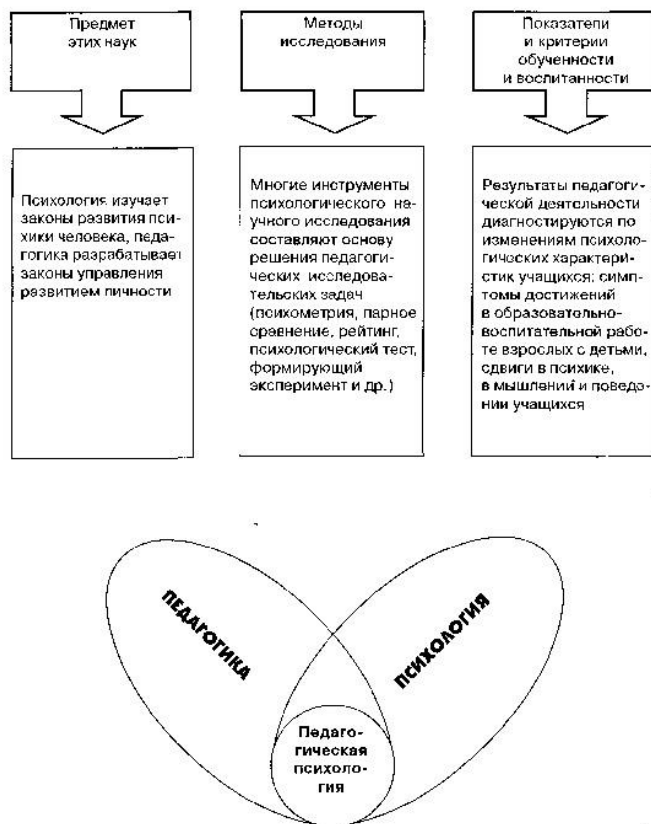 Предмет
этих наук
Методы
исследования
Показатели
и критерии
обученности
и воспитанности
Психология изучает
законы развития пси-
хики человека, педа-
гогика разрабатывает
законы управления
развитием личности
Многие инструменты
психологического на-
учного исследования
составляют основу
решения педагоги-
ческих исследова-
тельских задач
(психометрия, парное
сравнение, рейтинг,
психологический тест,
формирующий
эксперимент и др.)
Результаты педагоги-
ческой деятельности
диагностируются по
изменениям психоло-
гических характери-
стик учащихся; симп-
томы достижений
в образовательно-
воспитательной рабо-
те взрослых с детьми,
сдвиги в психике,
в мышлении и поведе-
нии учащихся
ПЕДАГОГИКА
ПСИХОЛОГИЯ
Педаго-
гическая
психоло-
гия